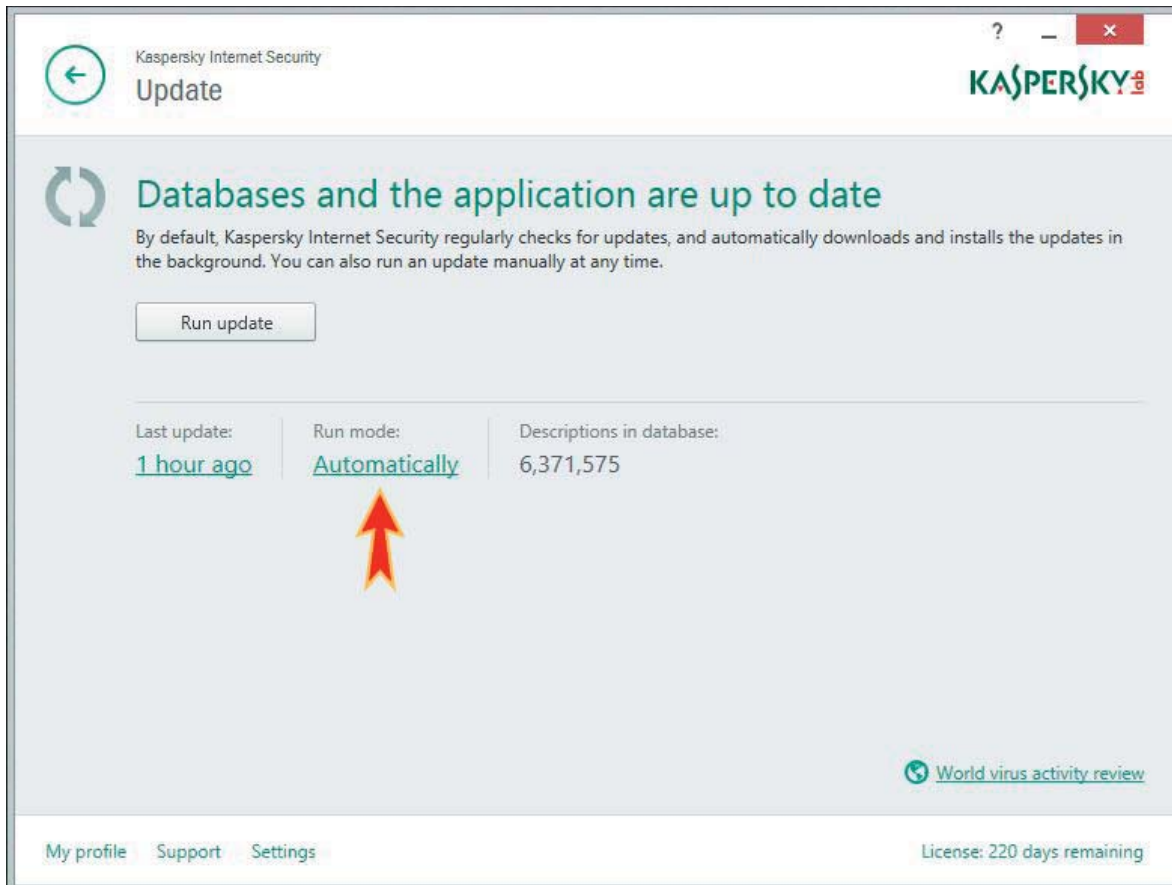 ?
Kaspersky Internet Security
Update
KASPERSKY lab
Databases and the application are up to date
By default, Kaspersky Internet Security regularly checks for updates, and automatically downloads and installs the updates in
the background. You can also run an update manually at any time.
Run update
Last update: Run mode: Descriptions in database:
1 hour ago Automatically 6,371,575
World virus activity review
My profile Support Settings License: 220 days remaining